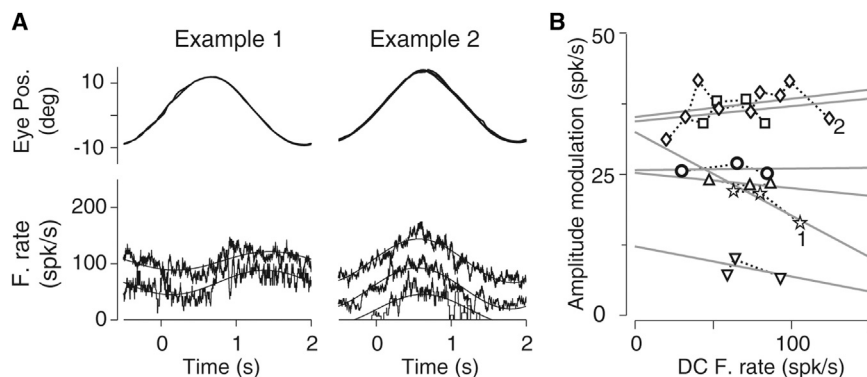 A
Example 1
Example 2
Eye Pos.
(deg)
10
-10
F. rate
(spk/s)
200
100
0
0
1
2
Time (s)
0
1
2
Time (s)
B
Amplitude modulation (spk/s)
50
25
0
2
1
0
100
DC F. rate (spk/s)